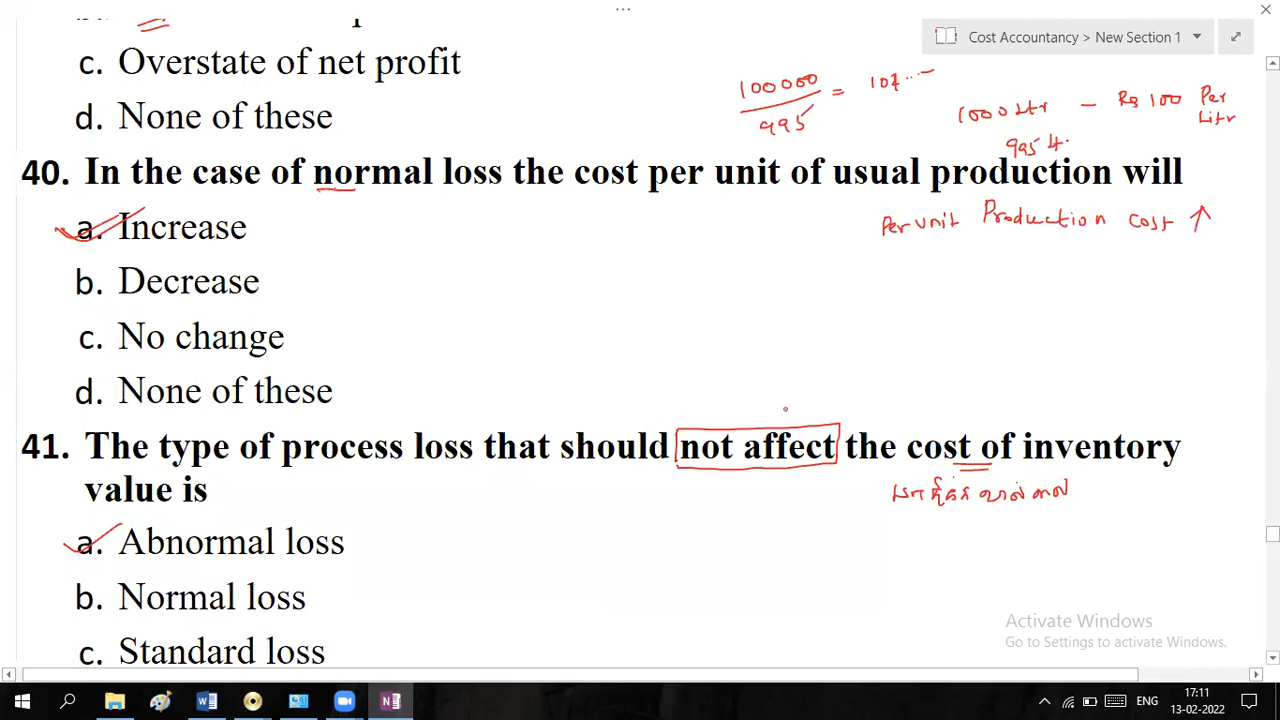 Cost Accountancy > New Section 1
c. Overstate of net profit
d. None of these
100000
995
=
1000 Ltr – Rs 100 Per Litr
40. In the case of normal loss the cost per unit of usual production will
a. Increase
Per unit Production Cost ↑
b. Decrease
c. No change
d. None of these
41. The type of process loss that should not affect the cost of inventory
value is
a. Abnormal loss
b. Normal loss
c. Standard loss
Activate Windows
Go to Settings to activate Windows.
ENG
17:11
13-02-2022